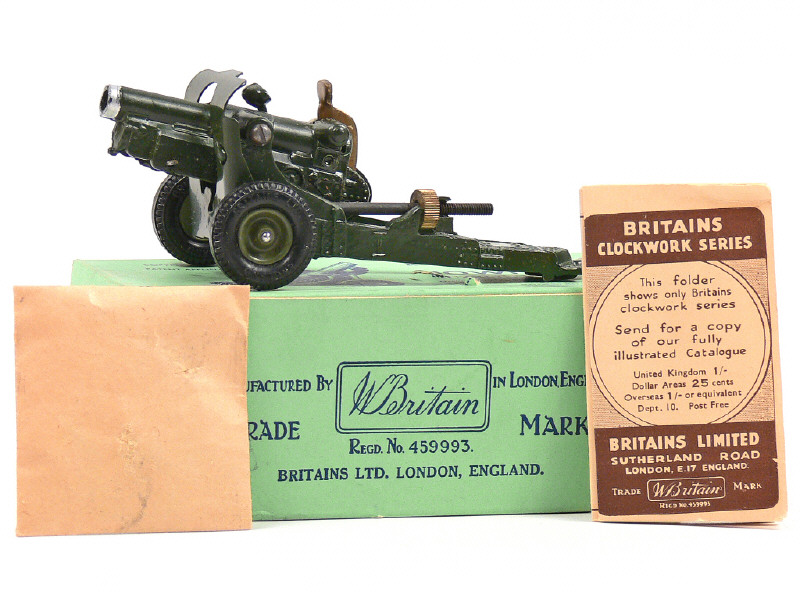 UFACTURED BY W Britain IN LONDON, ENG
RADE MARK
REGD. No. 459993.
BRITAINS LTD. LONDON, ENGLAND.
BRITAINS
CLOCKWORK SERIES
This folder
shows only Britains
clockwork series
Send for a copy
of our fully
illustrated Catalogue
United Kingdom 1/-
Dollar Areas 25 cents
Overseas 1/- or equivalent
Dept. 10. Post Free
BRITAINS LIMITED
SUTHERLAND ROAD
LONDON, E.17 ENGLAND.
TRADE W Britain MARK
REGD No. 459993